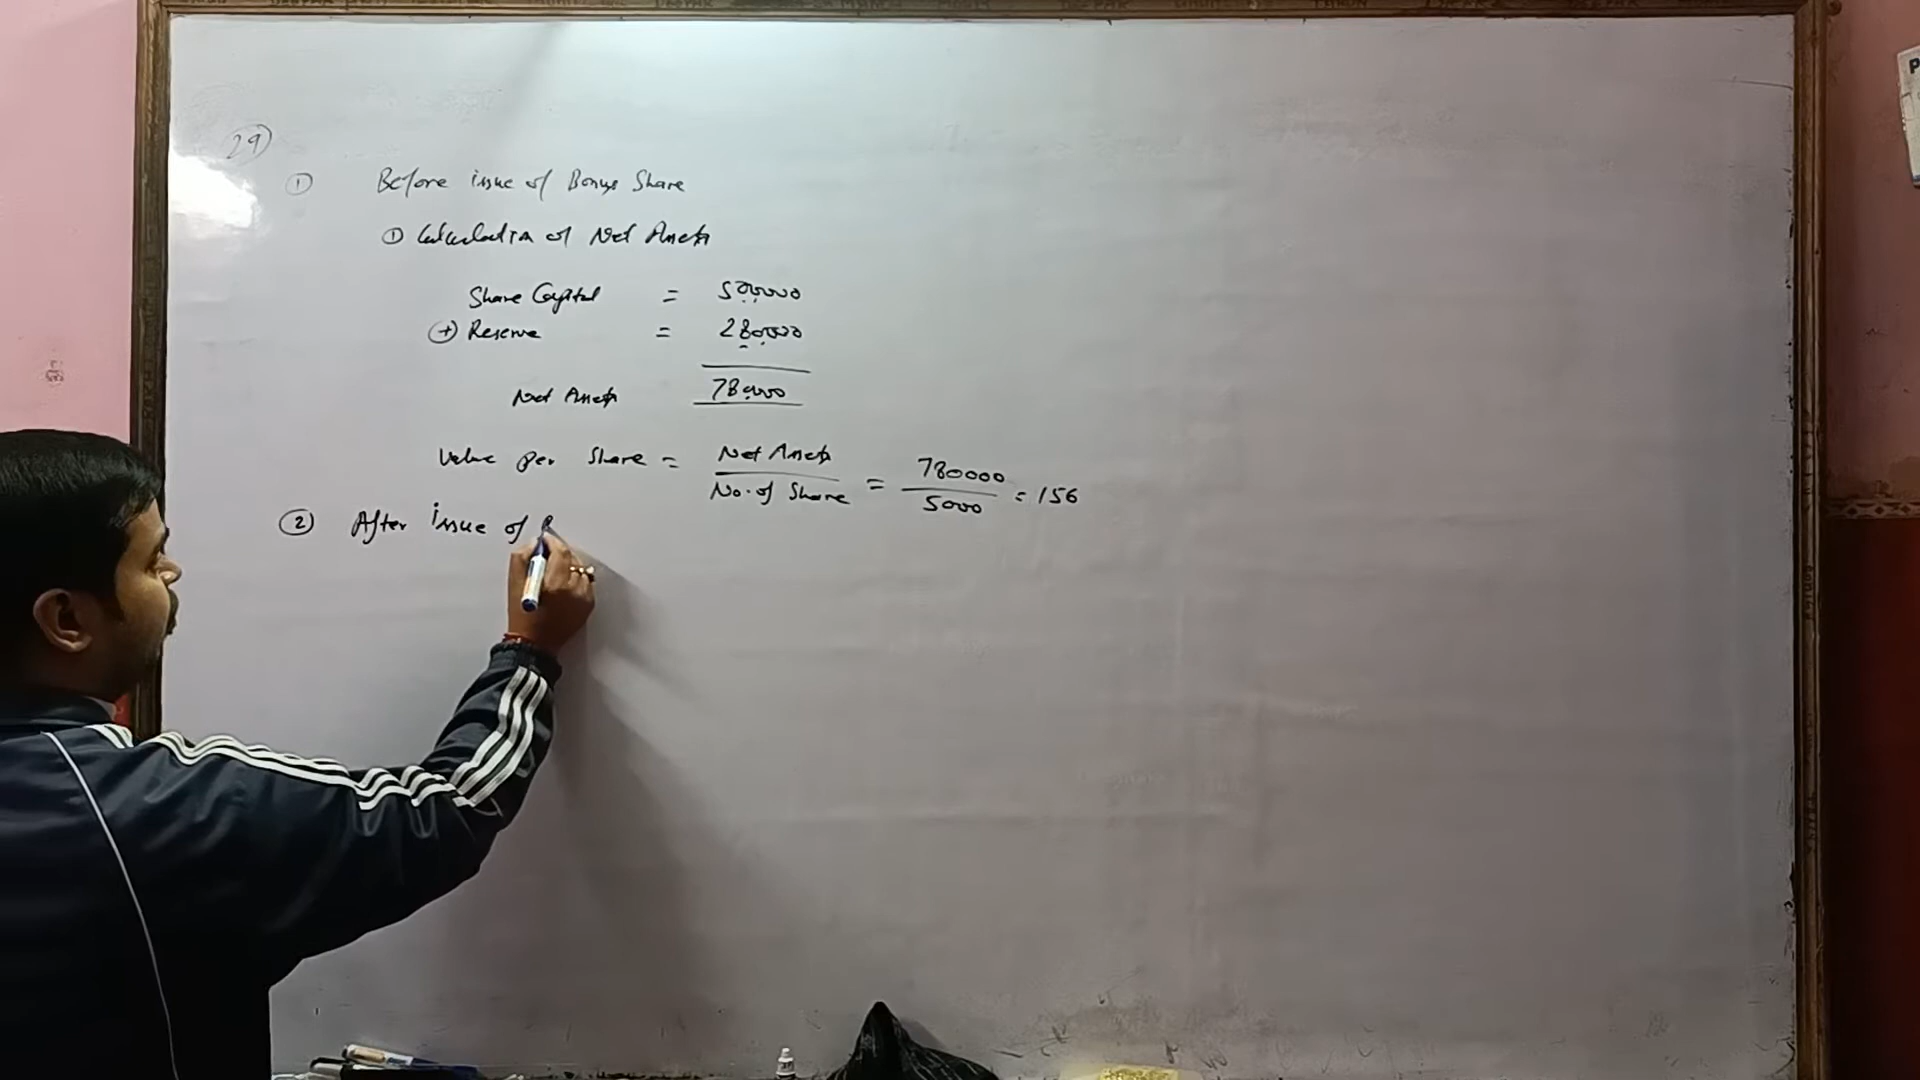 29
① Before issue of Bonus Share
① Calculation of Net Assets
Share Capital = 500000
(+) Reserve = 280000
Net Assets 780000
Value per Share = Net Assets / No. of Share = 780000 / 5000 = 156
② After issue of B